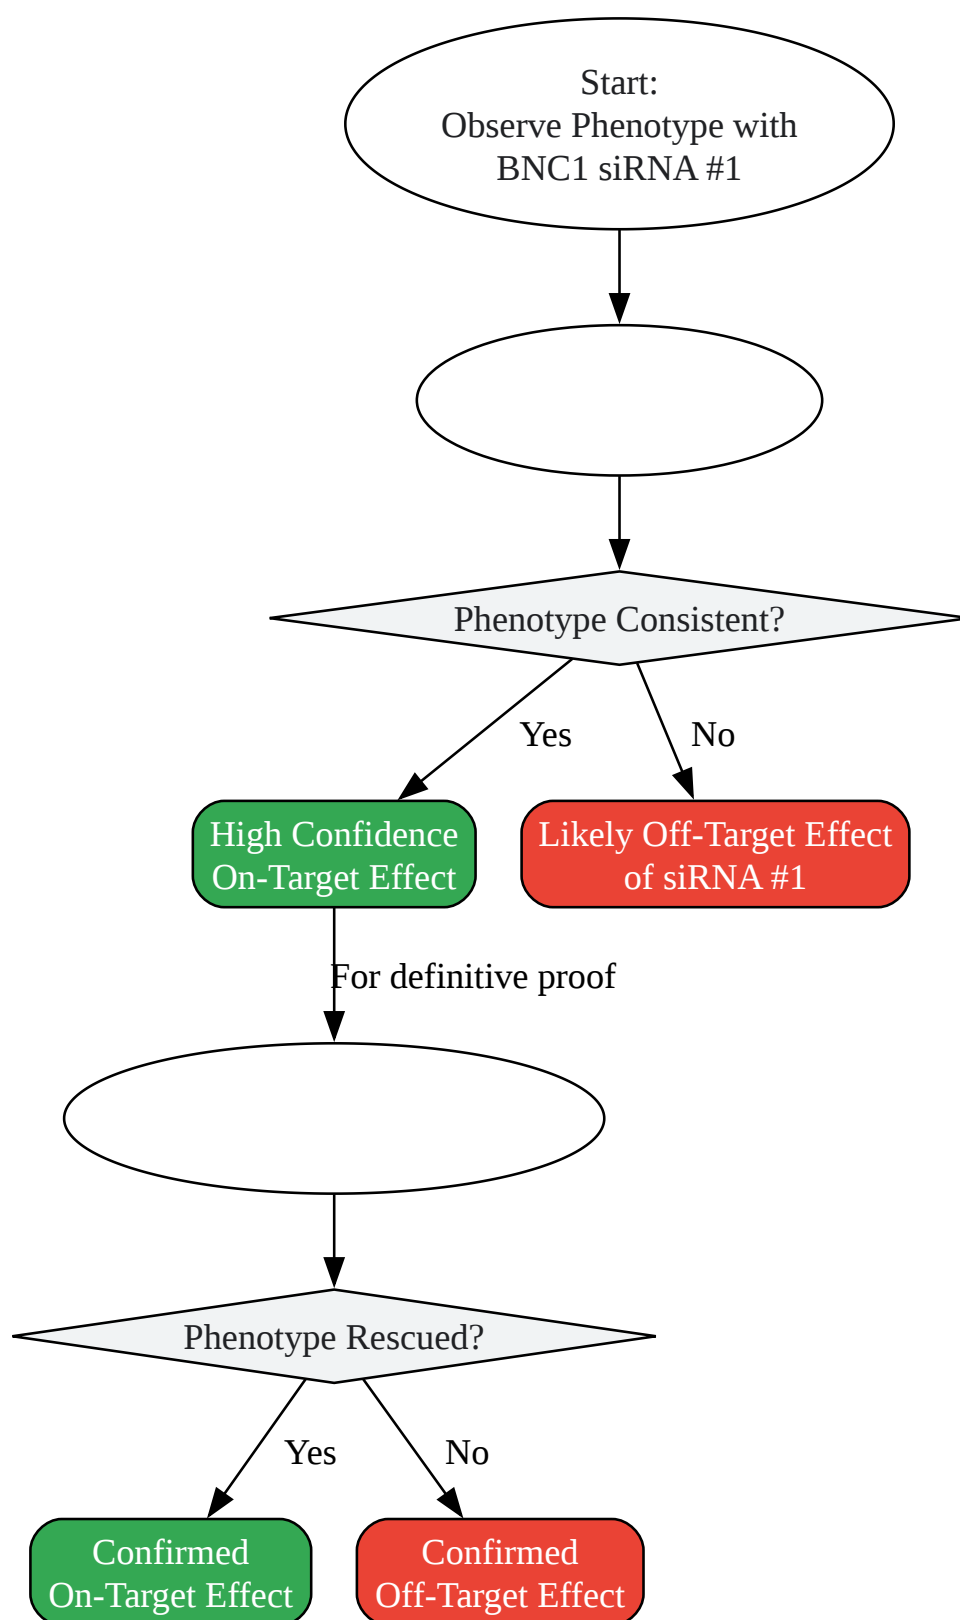 Start:
Observe Phenotype with
BNC1 siRNA #1
Phenotype Consistent?
Yes
No
High Confidence
On-Target Effect
Likely Off-Target Effect
of siRNA #1
For definitive proof
Phenotype Rescued?
Yes
No
Confirmed
On-Target Effect
Confirmed
Off-Target Effect